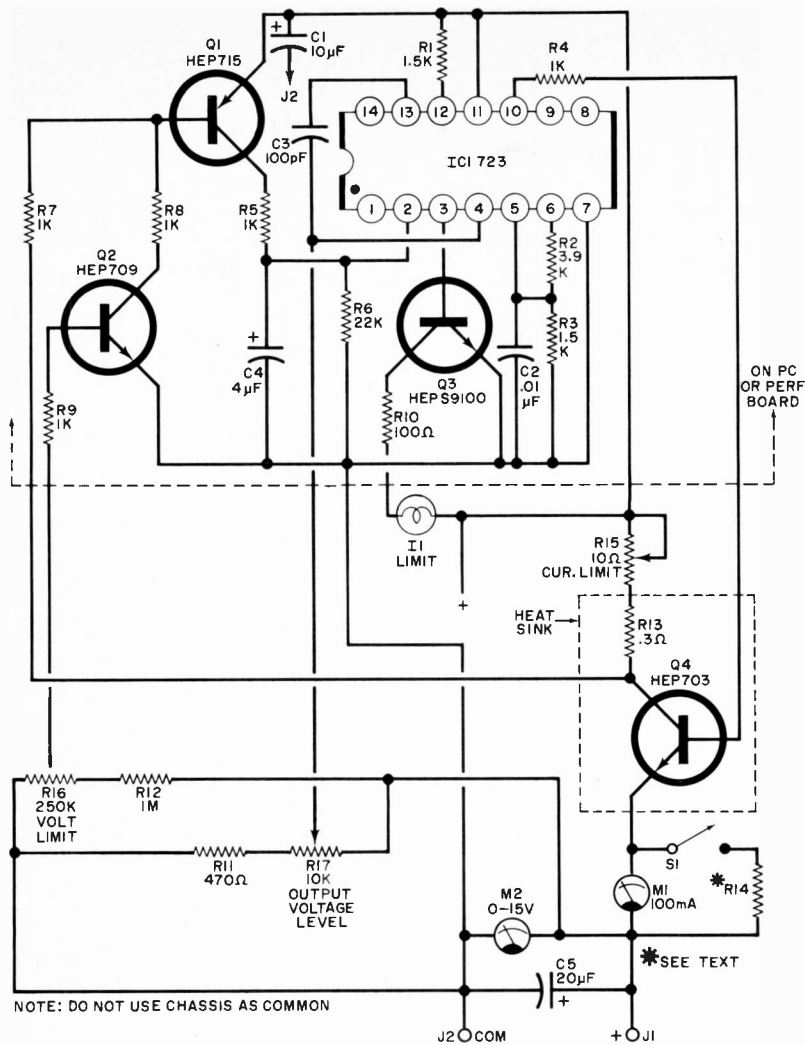 Q1
HEP715
+
C1
10µF
J2
R1
1.5K
R4
1K
14 13 12 11 10 9 8
C3
100pF
IC1 723
1 2 3 4 5 6 7
R7
1K
R8
1K
R5
1K
Q2
HEP709
R2
3.9
K
R6
22K
R3
1.5
K
+
C4
4µF
Q3
HEPS9100
C2
.01
µF
R9
1K
R10
100Ω
ON PC
OR PERF
BOARD
I1
LIMIT
+
R15
10Ω
CUR. LIMIT
HEAT
SINK
R13
.3Ω
Q4
HEP703
R16
250K
VOLT
LIMIT
R12
1M
R11
470Ω
R17
10K
OUTPUT
VOLTAGE
LEVEL
S1
M1
100mA
*R14
M2
0-15V
*SEE TEXT
C5
20µF
+
NOTE: DO NOT USE CHASSIS AS COMMON
J2 COM
+ J1